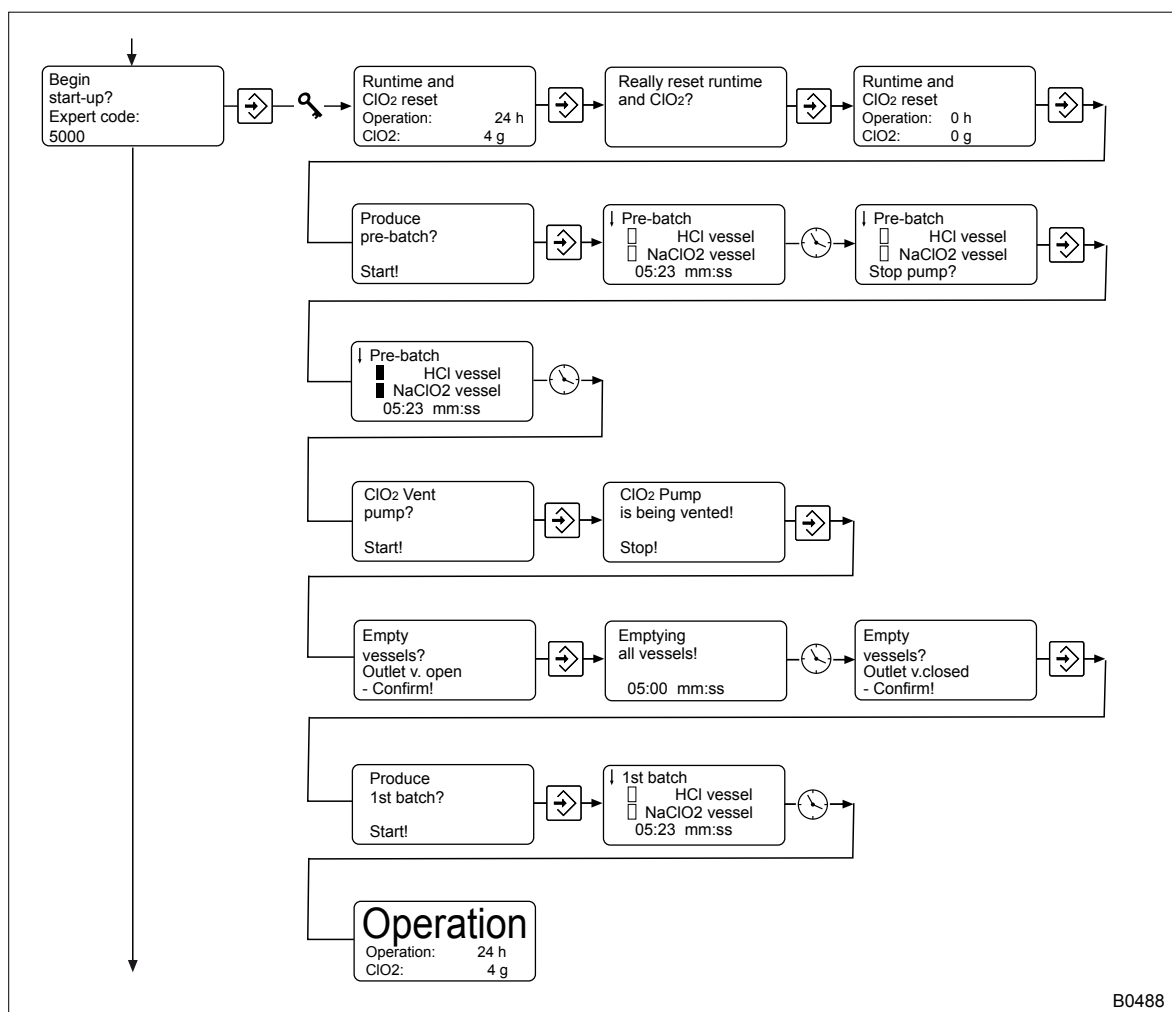 Begin
start-up?
Expert code:
5000
Runtime and
ClO2 reset
Operation: 24 h
ClO2: 4 g
Really reset runtime
and ClO2?
Runtime and
ClO2 reset
Operation: 0 h
ClO2: 0 g
Produce
pre-batch?
Start!
Pre-batch
HCl vessel
NaClO2 vessel
05:23 mm:ss
Pre-batch
HCl vessel
NaClO2 vessel
Stop pump?
Pre-batch
HCl vessel
NaClO2 vessel
05:23 mm:ss
ClO2 Vent
pump?
Start!
ClO2 Pump
is being vented!
Stop!
Empty
vessels?
Outlet v. open
- Confirm!
Emptying
all vessels!
05:00 mm:ss
Empty
vessels?
Outlet v.closed
- Confirm!
Produce
1st batch?
Start!
1st batch
HCl vessel
NaClO2 vessel
05:23 mm:ss
Operation
Operation: 24 h
ClO2: 4 g
B0488